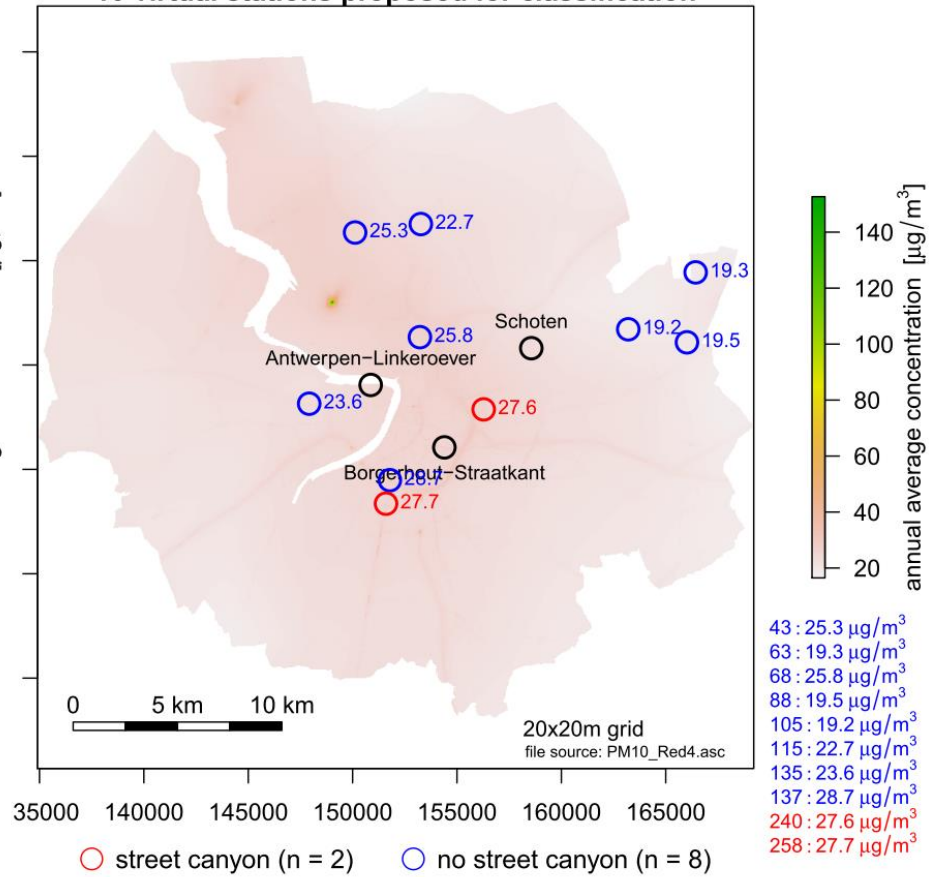 25.3
22.7
19.3
Schoten
19.2
19.5
25.8
Antwerpen−Linkeroever
23.6
27.6
Borgerhout−Straatkant
28.7
27.7
0 5 km 10 km
20x20m grid
file source: PM10_Red4.asc
35000 140000 145000 150000 155000 160000 165000
street canyon (n = 2) no street canyon (n = 8)
140
120
100
80
60
40
20
annual average concentration [µg/m³]
43 : 25.3 µg/m³
63 : 19.3 µg/m³
68 : 25.8 µg/m³
88 : 19.5 µg/m³
105 : 19.2 µg/m³
115 : 22.7 µg/m³
135 : 23.6 µg/m³
137 : 28.7 µg/m³
240 : 27.6 µg/m³
258 : 27.7 µg/m³